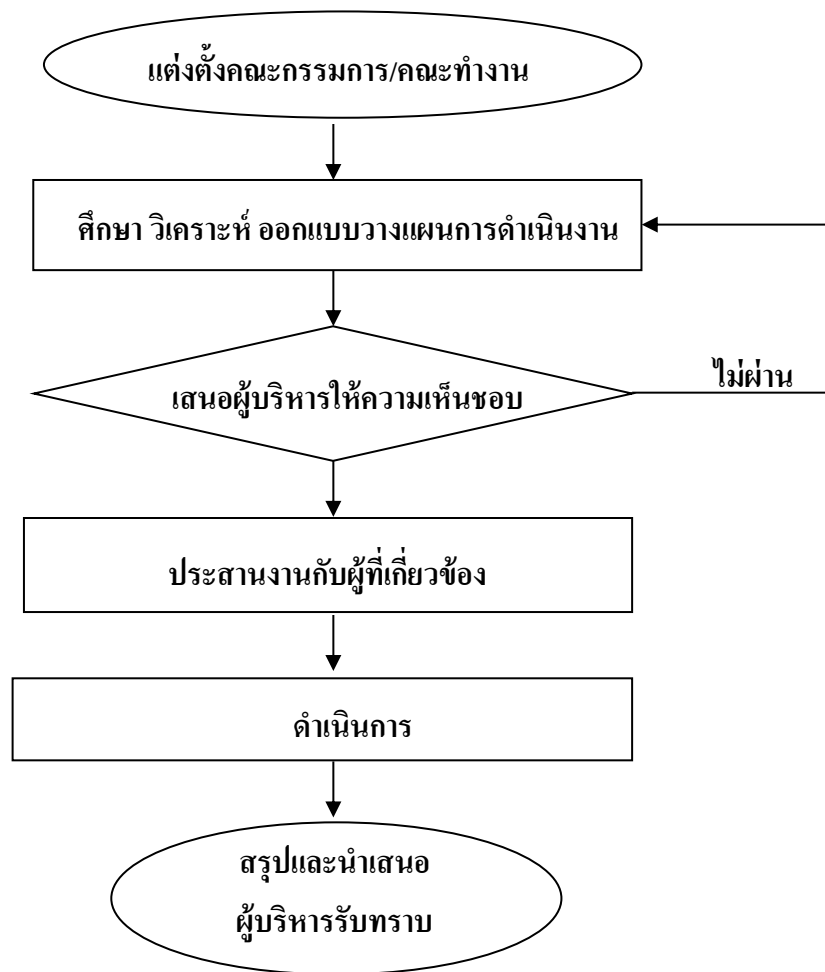 แต่งตั้งคณะกรรมการ/คณะทำงาน
ศึกษา วิเคราะห์ ออกแบบวางแผนการดำเนินงาน
ไม่ผ่าน
เสนอผู้บริหารให้ความเห็นชอบ
ประสานงานกับผู้ที่เกี่ยวข้อง
ดำเนินการ
สรุปและนำเสนอ
ผู้บริหารรับทราบ